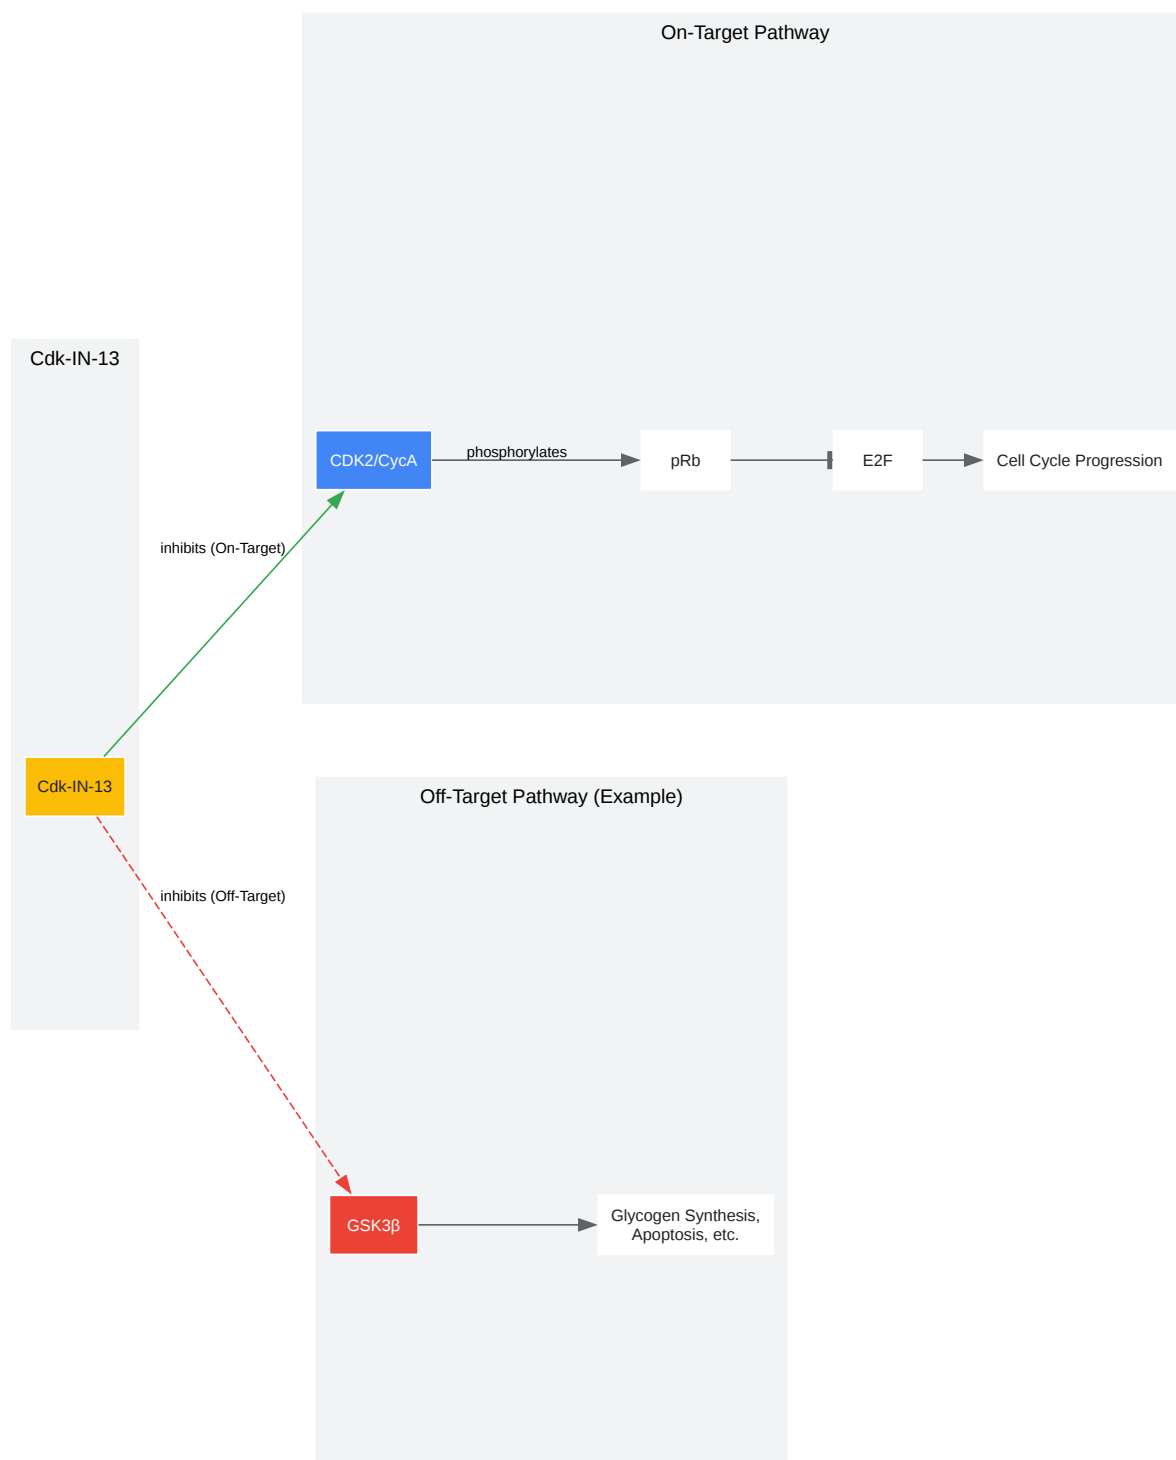 On-Target Pathway
Cdk-IN-13
CDK2/CycA
phosphorylates
pRb
E2F
Cell Cycle Progression
inhibits (On-Target)
Cdk-IN-13
Off-Target Pathway (Example)
inhibits (Off-Target)
GSK3β
Glycogen Synthesis,
Apoptosis, etc.